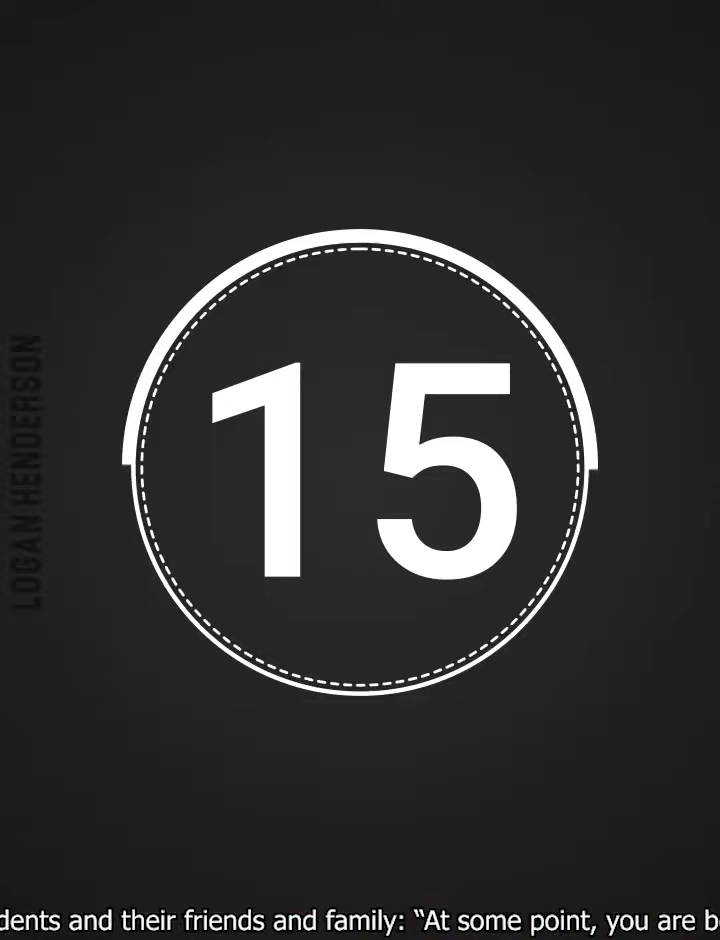 LOGAN HENDERSON
15
dents and their friends and family: “At some point, you are b